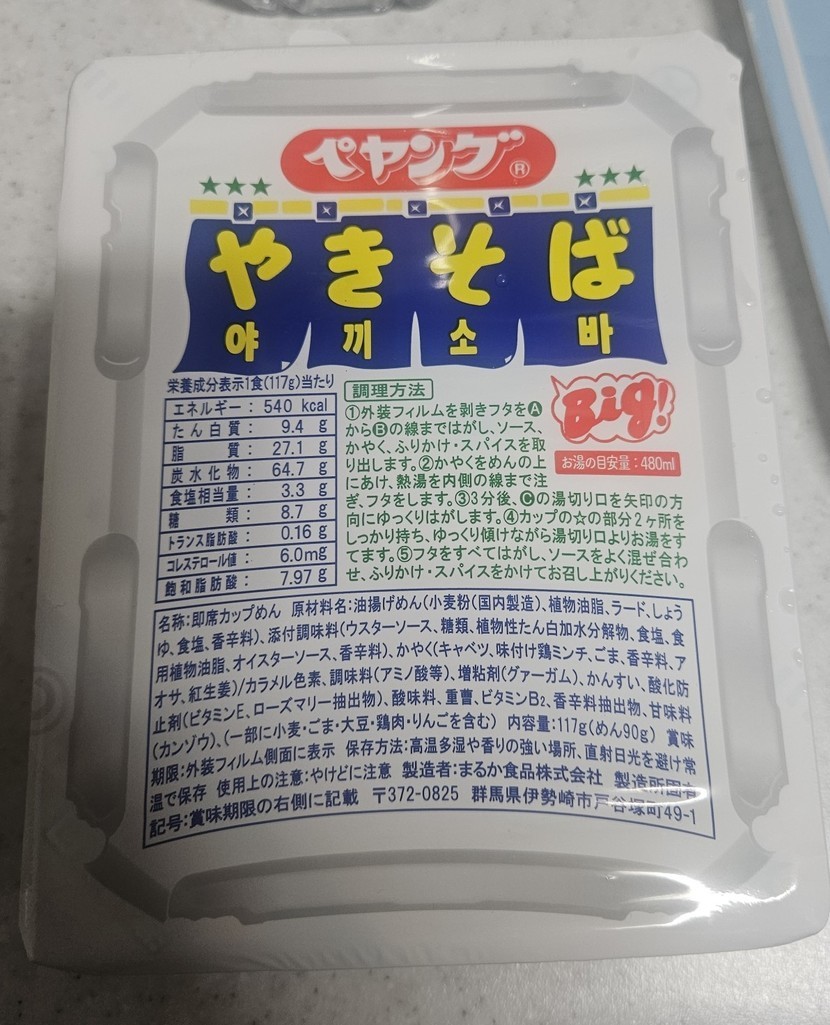 ペヤング®
やきそば
야끼소바
栄養成分表示1食(117g)当たり
エネルギー: 540 kcal
たん白質: 9.4 g
脂質: 27.1 g
炭水化物: 64.7 g
食塩相当量: 3.3 g
糖類: 8.7 g
トランス脂肪酸: 0.16 g
コレステロール値: 6.0mg
飽和脂肪酸: 7.97 g
調理方法
①外装フィルムを剥きフタをⒶ
からⒷの線まではがし、ソース、
かやく、ふりかけ・スパイスを取
り出します。②かやくをめんの上
にあけ、熱湯を内側の線まで注
ぎ、フタをします。③3分後、Ⓒの湯切り口を矢印の方
向にゆっくりはがします。④カップの☆の部分2ヶ所を
しっかり持ち、ゆっくり傾けながら湯切り口よりお湯をす
てます。⑤フタをすべてはがし、ソースをよく混ぜ合わ
せ、ふりかけ・スパイスをかけてお召し上がりください。
Big!
お湯の目安量:480ml
名称:即席カップめん 原材料名:油揚げめん(小麦粉(国内製造)、植物油脂、ラード、しょう
ゆ、食塩、香辛料)、添付調味料(ウスターソース、糖類、植物性たん白加水分解物、食塩、食
用植物油脂、オイスターソース、香辛料)、かやく(キャベツ、味付け鶏ミンチ、ごま、香辛料、ア
オサ、紅生姜)/カラメル色素、調味料(アミノ酸等)、増粘剤(グァーガム)、かんすい、酸化防
止剤(ビタミンE、ローズマリー抽出物)、酸味料、重曹、ビタミンB₂、香辛料抽出物、甘味料
(カンゾウ)、(一部に小麦・ごま・大豆・鶏肉・りんごを含む) 内容量:117g(めん90g) 賞味
期限:外装フィルム側面に表示 保存方法:高温多湿や香りの強い場所、直射日光を避け常
温で保存 使用上の注意:やけどに注意 製造者:まるか食品株式会社 製造所固有
記号:賞味期限の右側に記載 〒372-0825 群馬県伊勢崎市戸谷塚町49-1